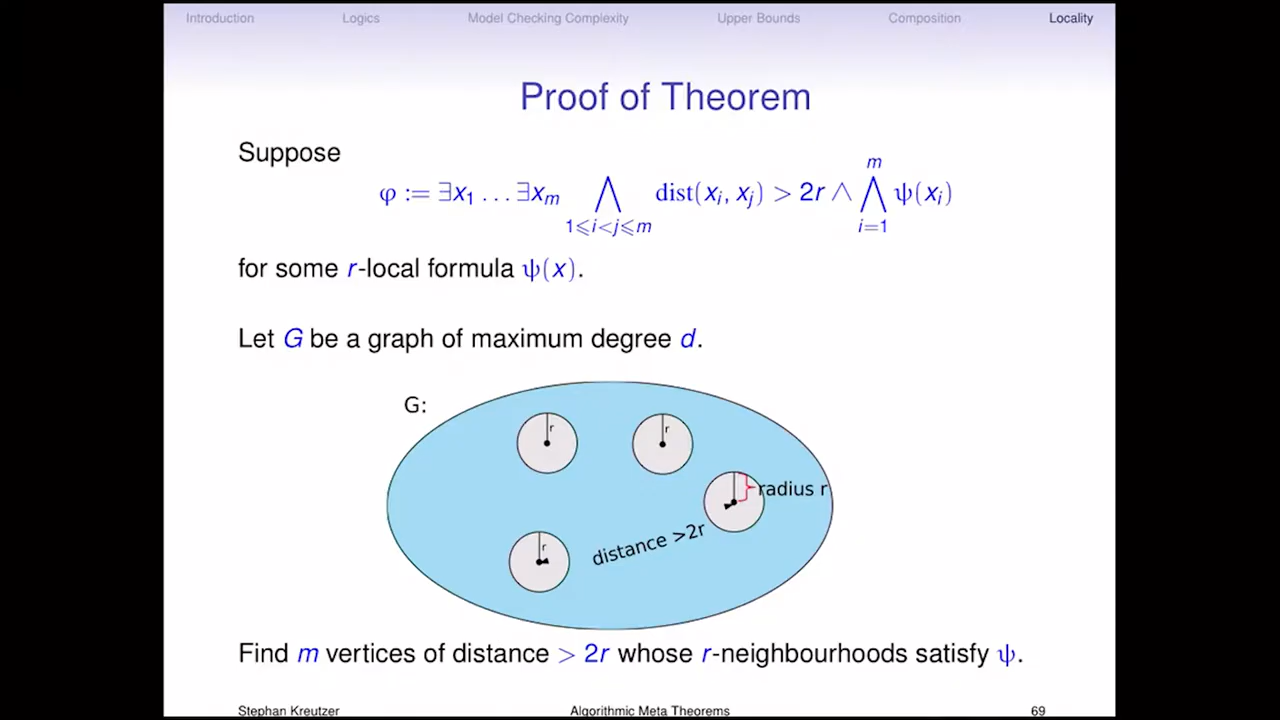 Introduction Logics Model Checking Complexity Upper Bounds Composition Locality
Proof of Theorem
Suppose
φ := ∃x₁ … ∃xₘ ⋀_{1⩽i<j⩽m} dist(xᵢ, xⱼ) > 2r ∧ ⋀_{i=1}^{m} ψ(xᵢ)
for some r-local formula ψ(x).
Let G be a graph of maximum degree d.
G:
r
r
radius r
distance >2r
r
Find m vertices of distance > 2r whose r-neighbourhoods satisfy ψ.
Stephan Kreutzer Algorithmic Meta Theorems 69